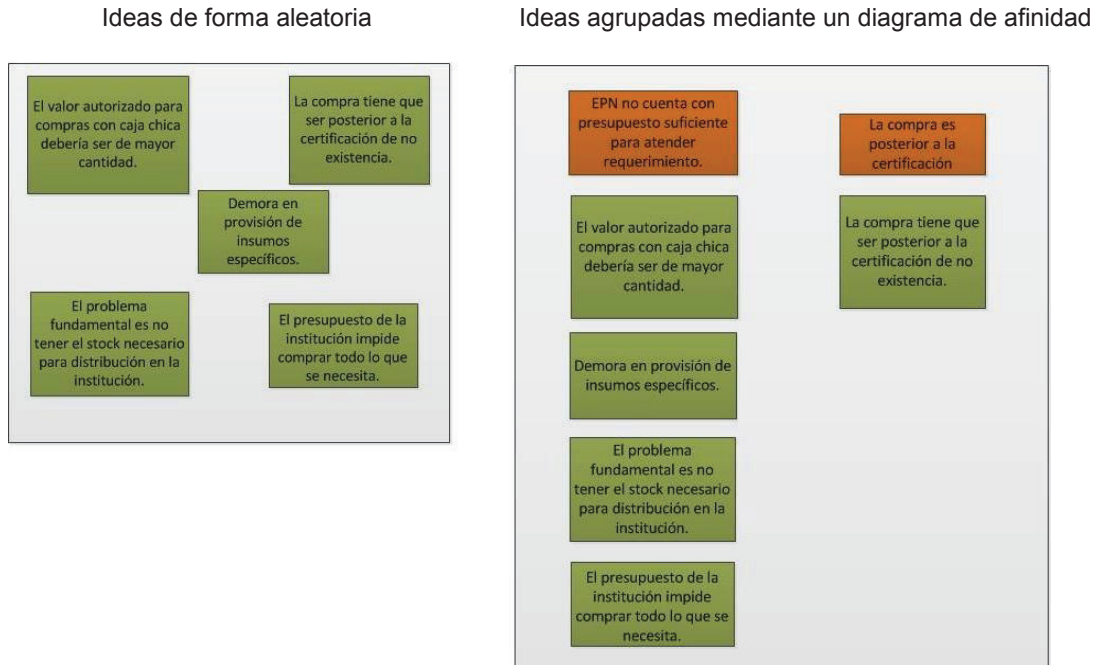 Ideas de forma aleatoria
El valor autorizado para
compras con caja chica
debería ser de mayor
cantidad.
La compra tiene que
ser posterior a la
certificación de no
existencia.
Demora en
provisión de
insumos
específicos.
El problema
fundamental es no
tener el stock necesario
para distribución en la
institución.
El presupuesto de la
institución impide
comprar todo lo que
se necesita.
Ideas agrupadas mediante un diagrama de afinidad
EPN no cuenta con
presupuesto suficiente
para atender
requerimiento.
El valor autorizado para
compras con caja chica
debería ser de mayor
cantidad.
Demora en provisión de
insumos específicos.
El problema
fundamental es no
tener el stock necesario
para distribución en la
institución.
El presupuesto de la
institución impide
comprar todo lo que se
necesita.
La compra es
posterior a la
certificación
La compra tiene que
ser posterior a la
certificación de no
existencia.